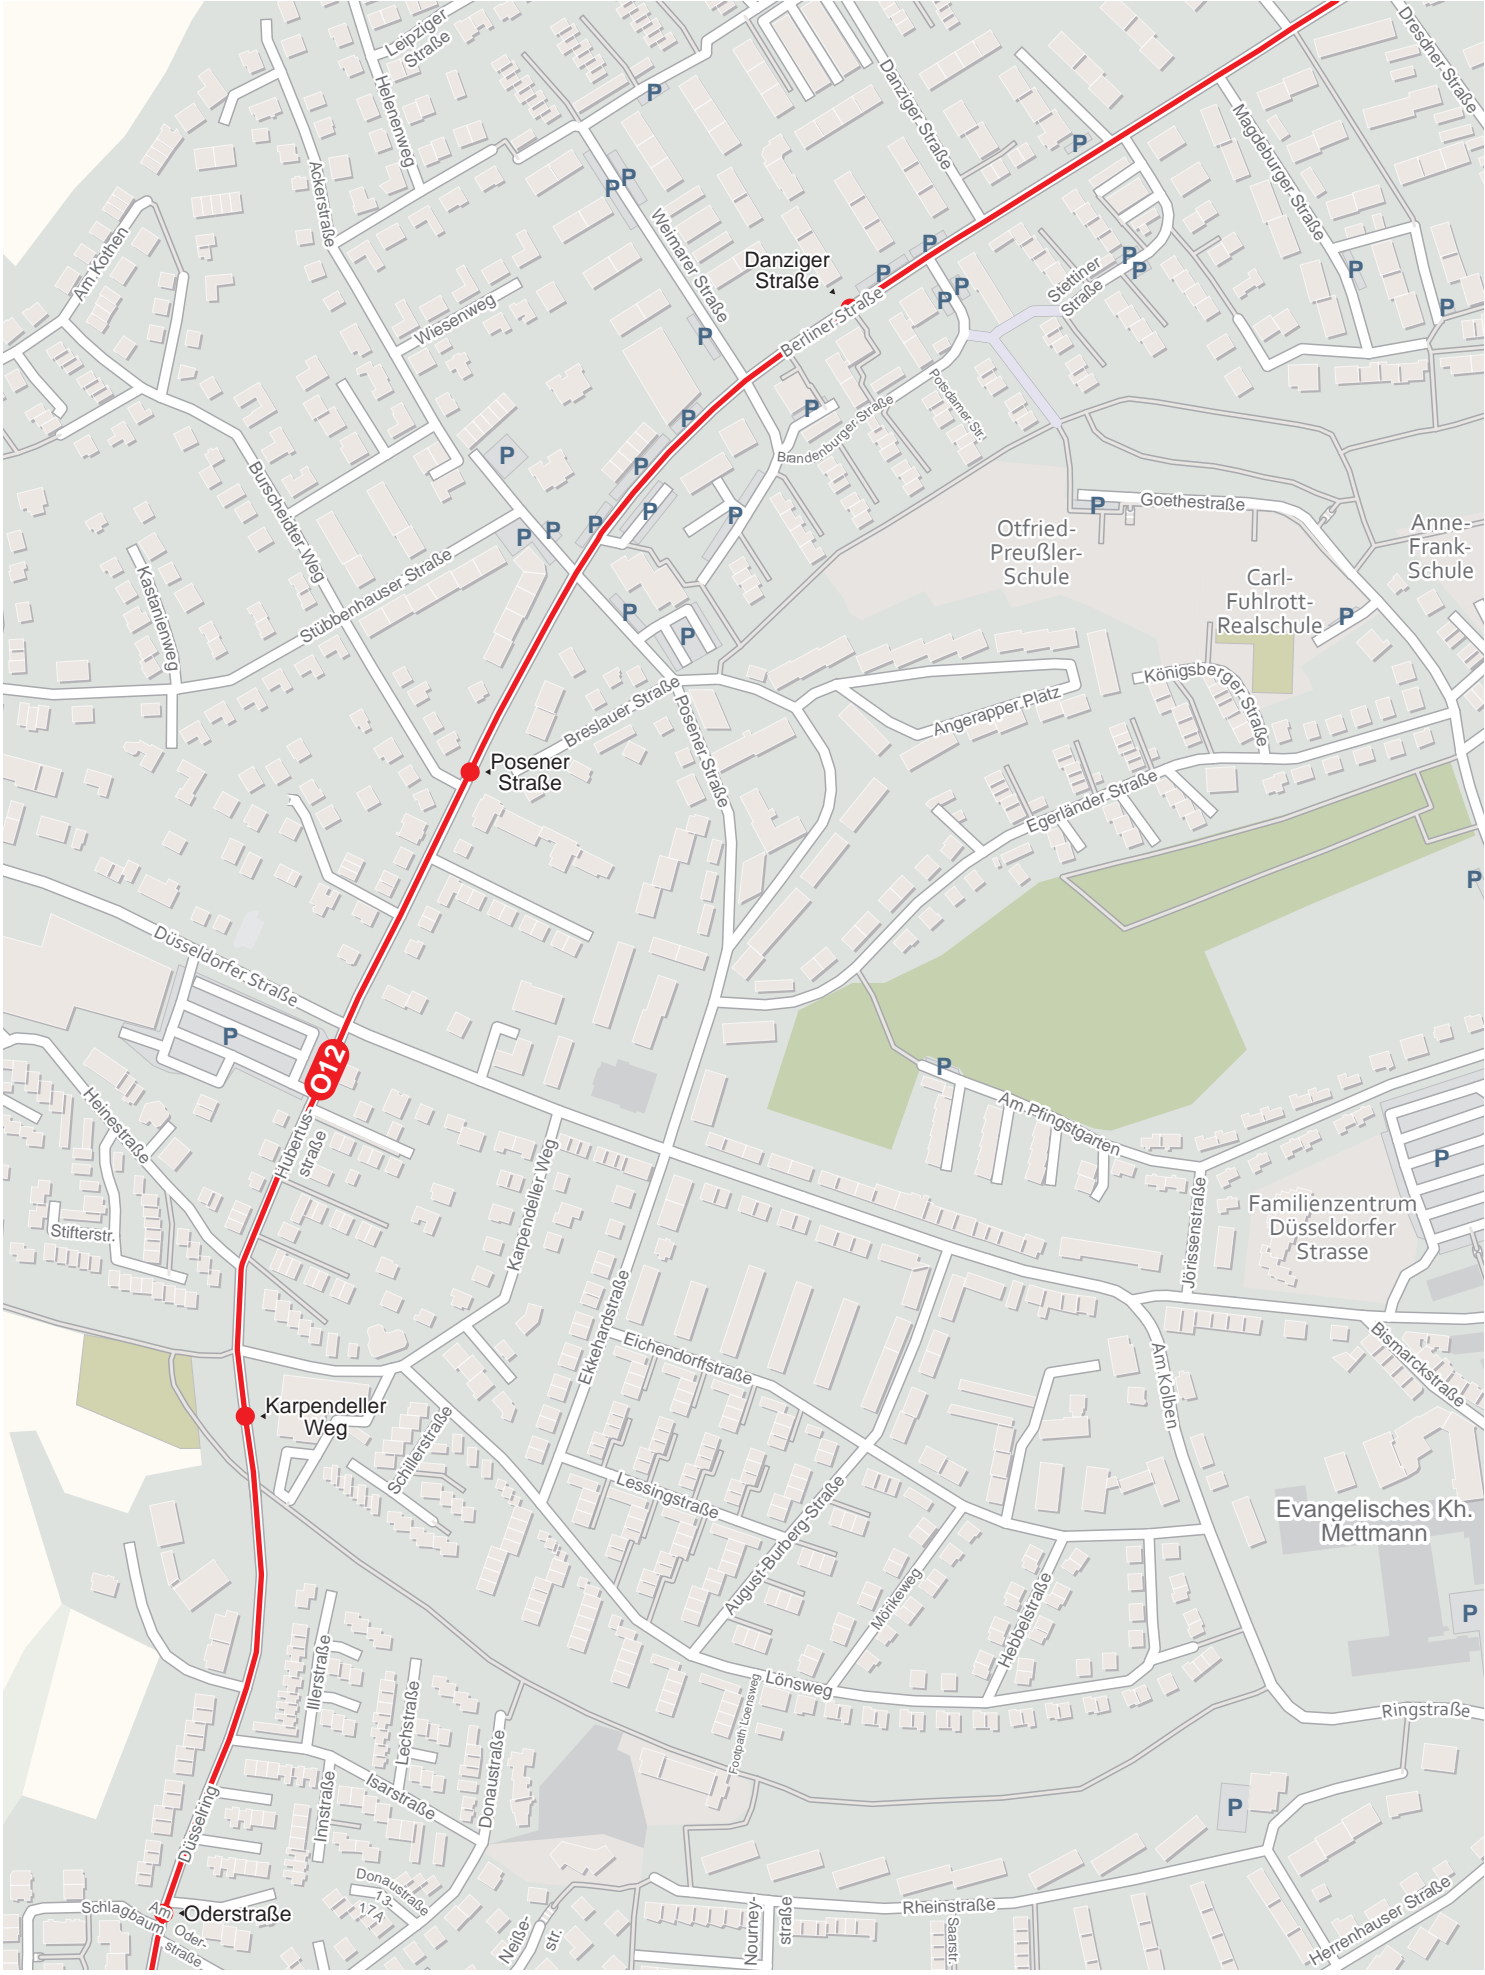 Leipziger
Straße
Helenenweg
Ackerstraße
Danziger Straße
Dresdner Straße
Magdeburger Straße
P
P
P
P
Am Kothen
Weimarer Straße
Wiesenweg
Danziger
Straße
P
P
P
P
P
P
Stettiner
Straße
P
P
P
Berliner Straße
Potsdamer Str.
Brandenburger Straße
P
P
P
P
P
P
P
P
P
P
Goethestraße
Burscheidter Weg
Kastanienweg
Stübbenhauser Straße
Otfried-
Preußler-
Schule
Anne-
Frank-
Schule
Carl-
Fuhlrott-
Realschule
P
P
P
Königsberger Straße
Angerapper Platz
Breslauer Straße
Posener Straße
Posener
Straße
Egerländer Straße
P
Düsseldorfer Straße
P
O12
P
Heinestraße
Hubertus-
straße
Am Pfingstgarten
P
Karpendeller Weg
Stifterstr.
Jörissenstraße
Familienzentrum
Düsseldorfer
Strasse
Ekkehardstraße
Eichendorffstraße
Am Kolben
Bismarckstraße
Karpendeller
Weg
Schillerstraße
Lessingstraße
August-Burberg-Straße
Evangelisches Kh.
Mettmann
Mörikeweg
Hebbelstraße
P
Illerstraße
Lechstraße
Lönsweg
Footpath Loensweg
Ringstraße
Donaustraße
Isarstraße
Innstraße
Düsselring
P
Donaustraße
13-
17A
Schlagbaum
Am
Oderstraße
Oder-
straße
Neiße-
str.
Nourney-
straße
Rheinstraße
Saarstr.
Herrenhauser Straße